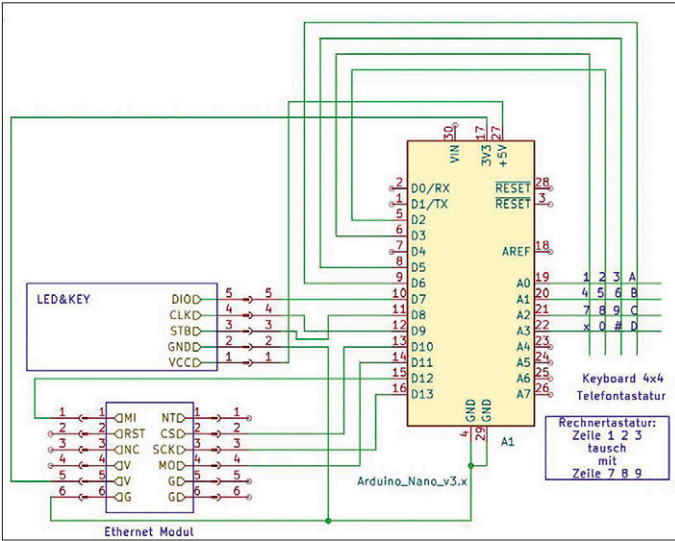 30 17 27
VIN 3V3 +5V
2 D0/RX RESET 28
1 D1/TX RESET 3
5 D2
6 D3
7 D4 AREF 18
8 D5
9 D6 A0 19
10 D7 A1 20
11 D8 A2 21
12 D9 A3 22
13 D10 A4 23
14 D11 A5 24
15 D12 A6 25
16 D13 A7 26
GND GND
4 29
A1
Arduino_Nano_v3.x
1 2 3 A
4 5 6 B
7 8 9 C
x 0 # D
Keyboard 4x4
Telefontastatur
Rechnertastatur:
Zeile 1 2 3
tausch
mit
Zeile 7 8 9
LED&KEY
DIO 5 5
CLK 4 4
STB 3 3
GND 2 2
VCC 1 1
1 1 MI NT 1 1
2 2 RST CS 2 2
3 3 NC SCK 3 3
4 4 V MO 4 4
5 5 V G 5 5
6 6 G G 6 6
Ethernet Modul